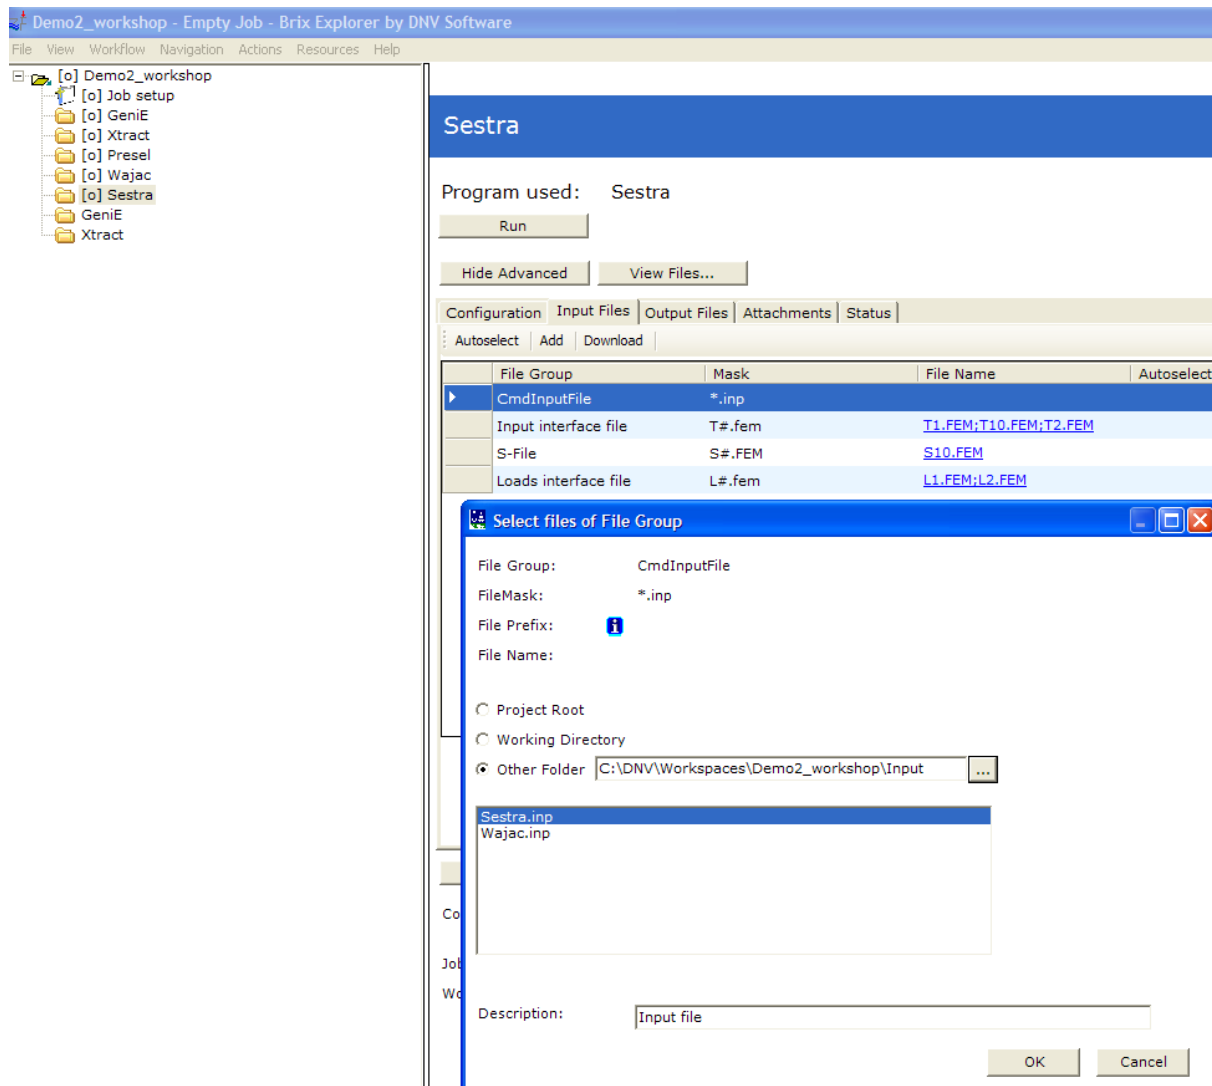 Demo2_workshop - Empty Job - Brix Explorer by DNV Software
File View Workflow Navigation Actions Resources Help
[o] Demo2_workshop
[o] Job setup
[o] GeniE
[o] Xtract
[o] Presel
[o] Wajac
[o] Sestra
GeniE
Xtract
Sestra
Program used: Sestra
Run
Hide Advanced View Files...
Configuration Input Files Output Files Attachments Status
Autoselect Add Download
File Group Mask File Name Autoselect
CmdInputFile *.inp
Input interface file T#.fem T1.FEM;T10.FEM;T2.FEM
S-File S#.FEM S10.FEM
Loads interface file L#.fem L1.FEM;L2.FEM
Select files of File Group
File Group: CmdInputFile
FileMask: *.inp
File Prefix:
File Name:
Project Root
Working Directory
Other Folder C:\DNV\Workspaces\Demo2_workshop\Input ...
Sestra.inp
Wajac.inp
Co
Job
Wo
Description: Input file
OK Cancel